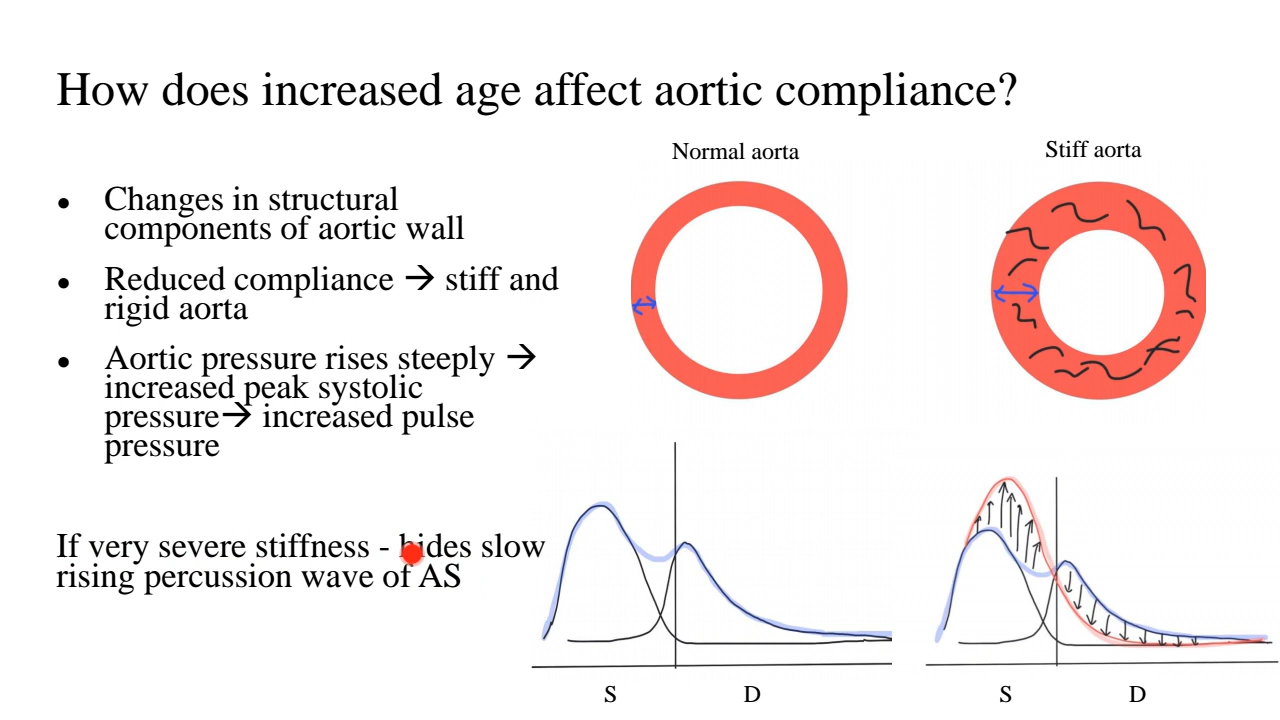 How does increased age affect aortic compliance?
Normal aorta
Stiff aorta
● Changes in structural
components of aortic wall
● Reduced compliance → stiff and
rigid aorta
● Aortic pressure rises steeply →
increased peak systolic
pressure→ increased pulse
pressure
If very severe stiffness - hides slow
rising percussion wave of AS
S D
S D